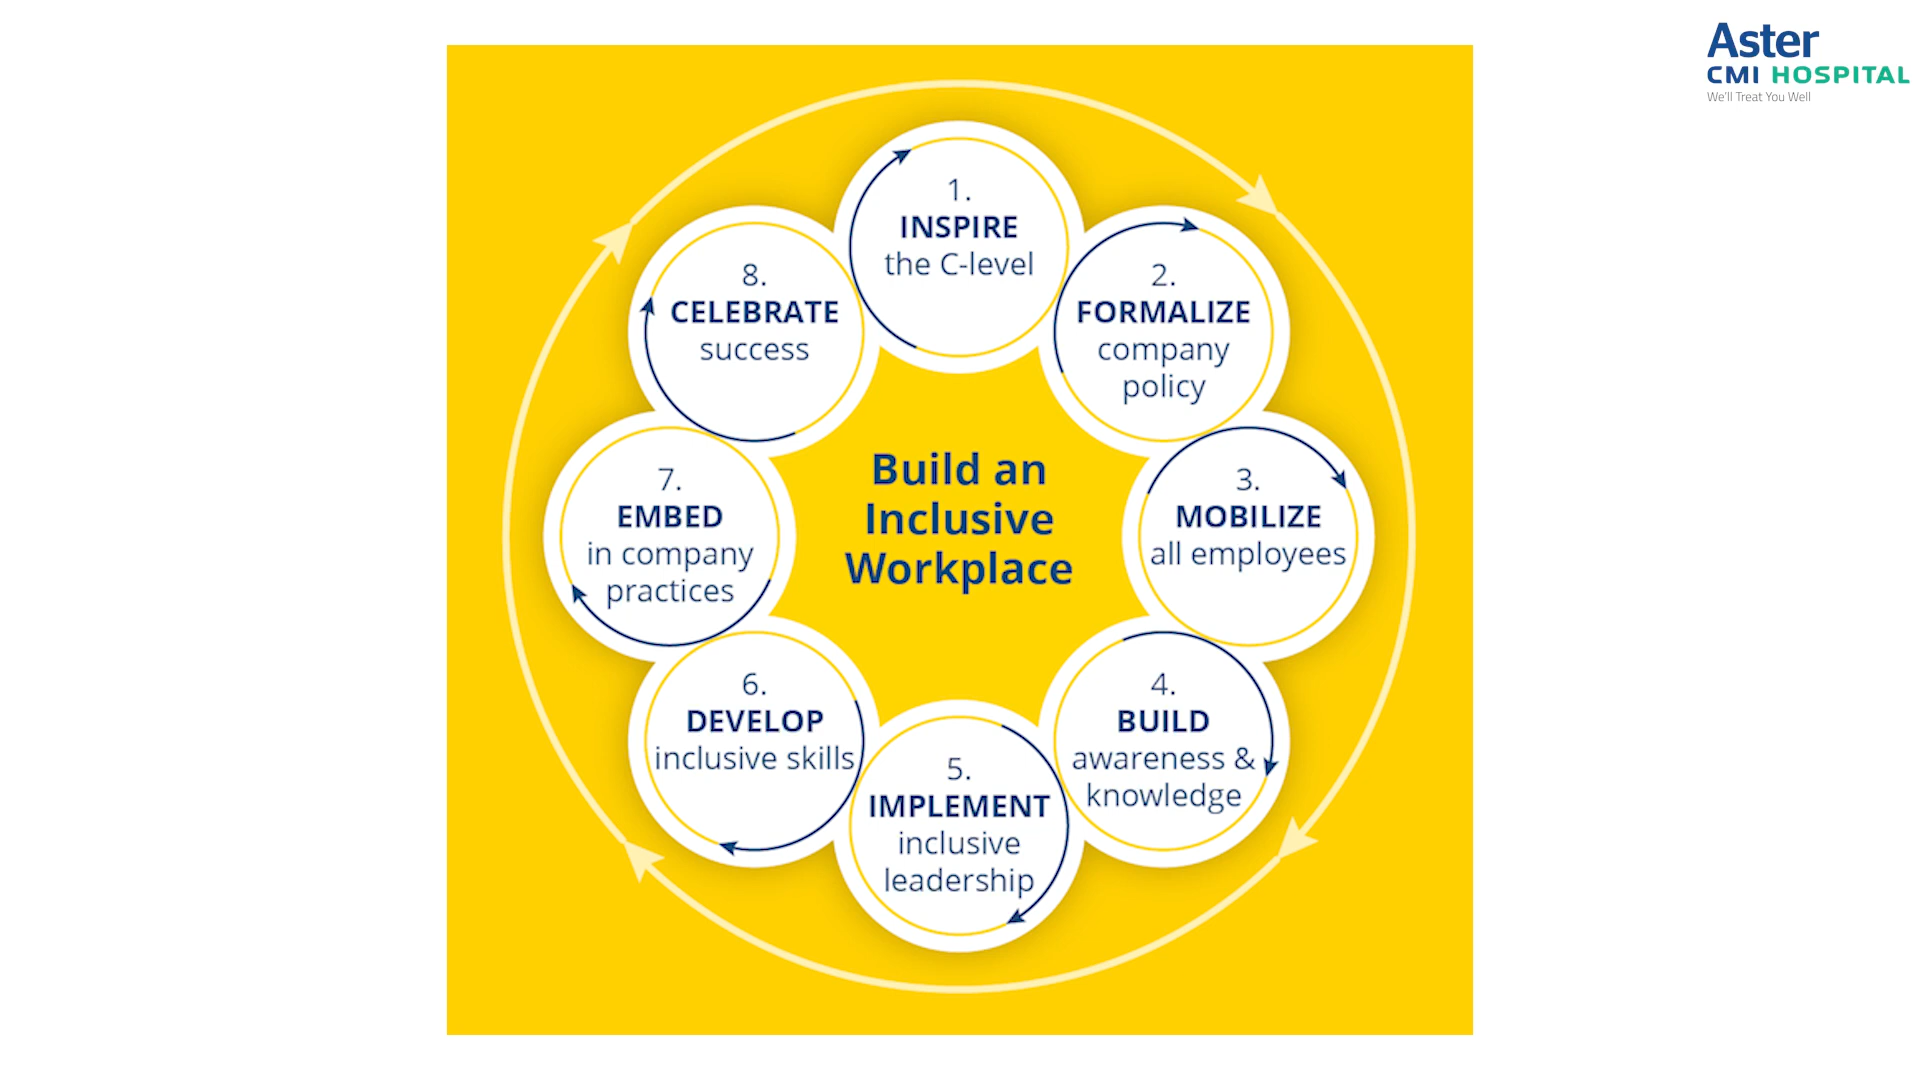 Aster
CMI HOSPITAL
We'll Treat You Well
1.
INSPIRE
the C-level
2.
FORMALIZE
company
policy
3.
MOBILIZE
all employees
4.
BUILD
awareness &
knowledge
5.
IMPLEMENT
inclusive
leadership
6.
DEVELOP
inclusive skills
7.
EMBED
in company
practices
8.
CELEBRATE
success
Build an
Inclusive
Workplace